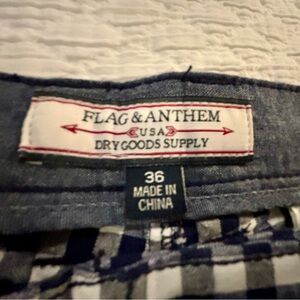 FLAG & ANTHEM
USA
DRY GOODS SUPPLY
36
MADE IN
CHINA